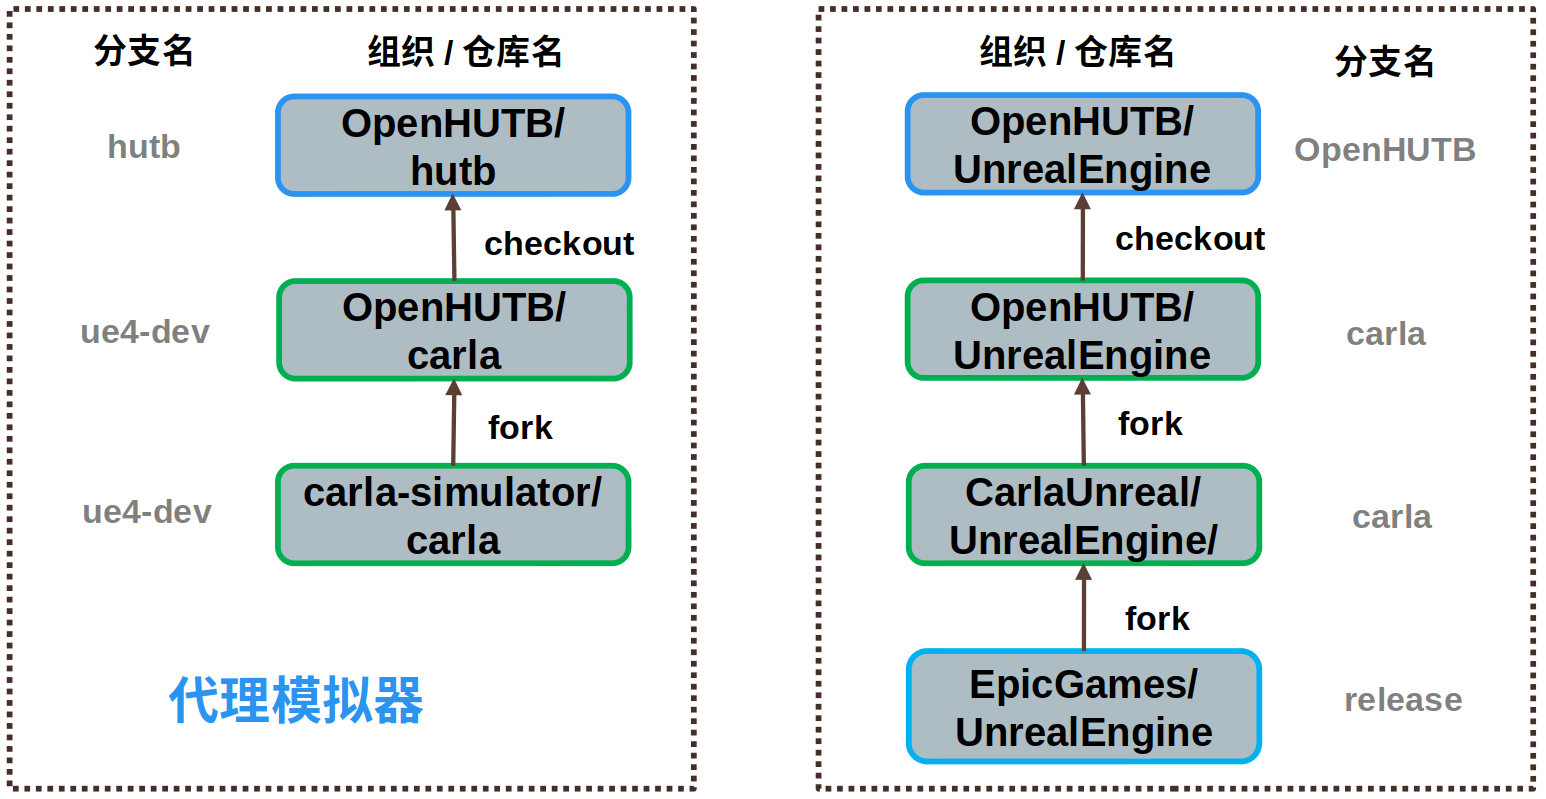 分支名
组织 / 仓库名
hutb
OpenHUTB/
hutb
checkout
ue4-dev
OpenHUTB/
carla
fork
ue4-dev
carla-simulator/
carla
代理模拟器
组织 / 仓库名
分支名
OpenHUTB/
UnrealEngine
OpenHUTB
checkout
OpenHUTB/
UnrealEngine
carla
fork
CarlaUnreal/
UnrealEngine/
carla
fork
EpicGames/
UnrealEngine
release